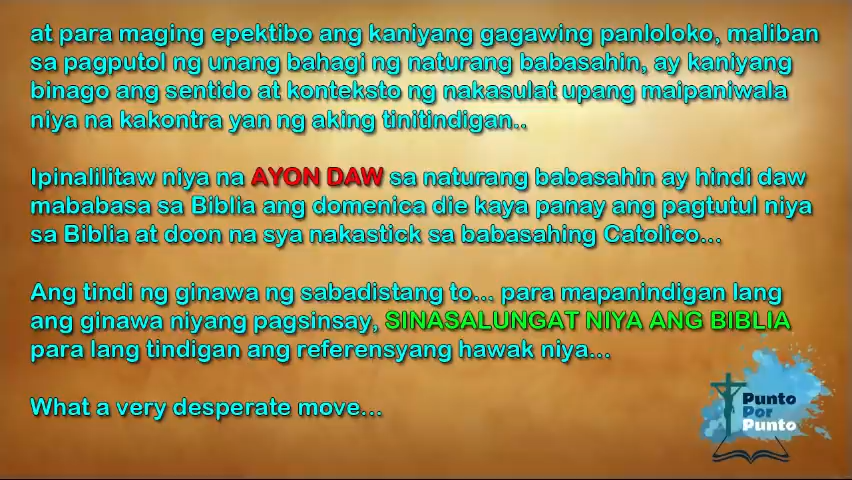 at para maging epektibo ang kaniyang gagawing panloloko, maliban
sa pagputol ng unang bahagi ng naturang babasahin, ay kaniyang
binago ang sentido at konteksto ng nakasulat upang maipaniwala
niya na kakontra yan ng aking tinitindigan..
Ipinalilitaw niya na AYON DAW sa naturang babasahin ay hindi daw
mababasa sa Biblia ang domenica die kaya panay ang pagtutul niya
sa Biblia at doon na sya nakastick sa babasahing Catolico...
Ang tindi ng ginawa ng sabadistang to... para mapanindigan lang
ang ginawa niyang pagsinsay, SINASALUNGAT NIYA ANG BIBLIA
para lang tindigan ang referensyang hawak niya...
What a very desperate move...
Punto
Por
Punto